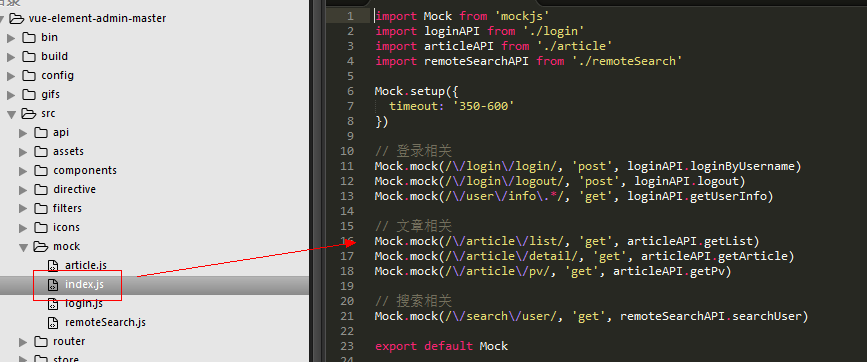 vue-element-admin-master
bin
build
config
gifs
src
api
assets
components
directive
filters
icons
mock
article.js
index.js
login.js
remoteSearch.js
router
store
1 import Mock from 'mockjs'
2 import loginAPI from './login'
3 import articleAPI from './article'
4 import remoteSearchAPI from './remoteSearch'
5
6 Mock.setup({
7 timeout: '350-600'
8 })
9
10 // 登录相关
11 Mock.mock(/\/login\/login/, 'post', loginAPI.loginByUsername)
12 Mock.mock(/\/login\/logout/, 'post', loginAPI.logout)
13 Mock.mock(/\/user\/info\.*/, 'get', loginAPI.getUserInfo)
14
15 // 文章相关
16 Mock.mock(/\/article\/list/, 'get', articleAPI.getList)
17 Mock.mock(/\/article\/detail/, 'get', articleAPI.getArticle)
18 Mock.mock(/\/article\/pv/, 'get', articleAPI.getPv)
19
20 // 搜索相关
21 Mock.mock(/\/search\/user/, 'get', remoteSearchAPI.searchUser)
22
23 export default Mock
24